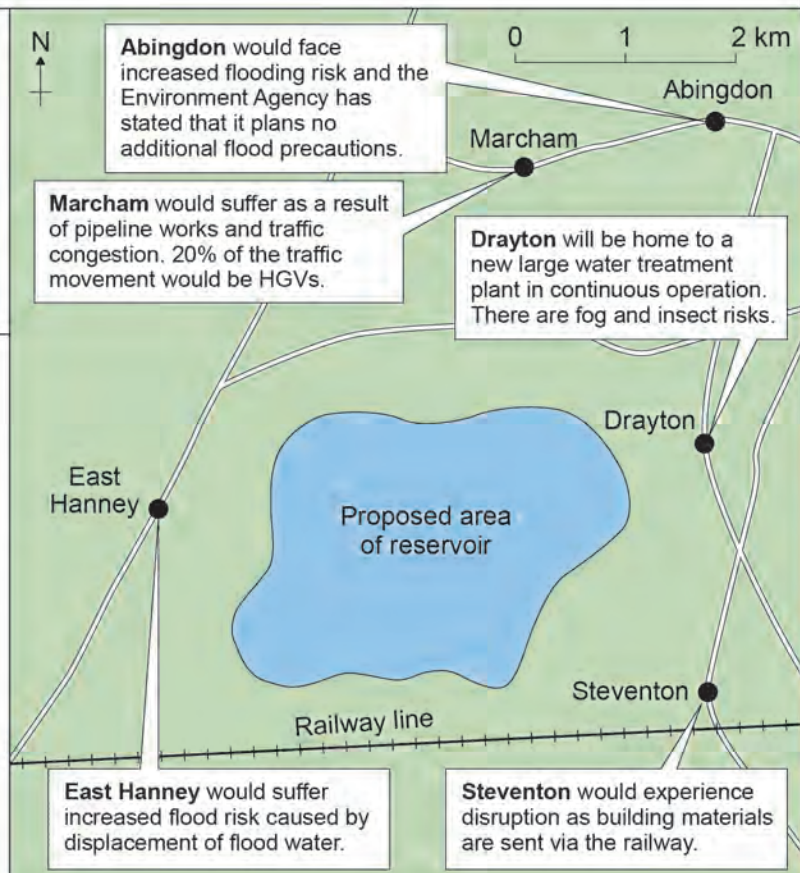 N
Abingdon would face
increased flooding risk and the
Environment Agency has
stated that it plans no
additional flood precautions.
0 1 2 km
Abingdon
Marcham
Marcham would suffer as a result
of pipeline works and traffic
congestion. 20% of the traffic
movement would be HGVs.
Drayton will be home to a
new large water treatment
plant in continuous operation.
There are fog and insect risks.
Drayton
East
Hanney
Proposed area
of reservoir
Steventon
Railway line
East Hanney would suffer
increased flood risk caused by
displacement of flood water.
Steventon would experience
disruption as building materials
are sent via the railway.